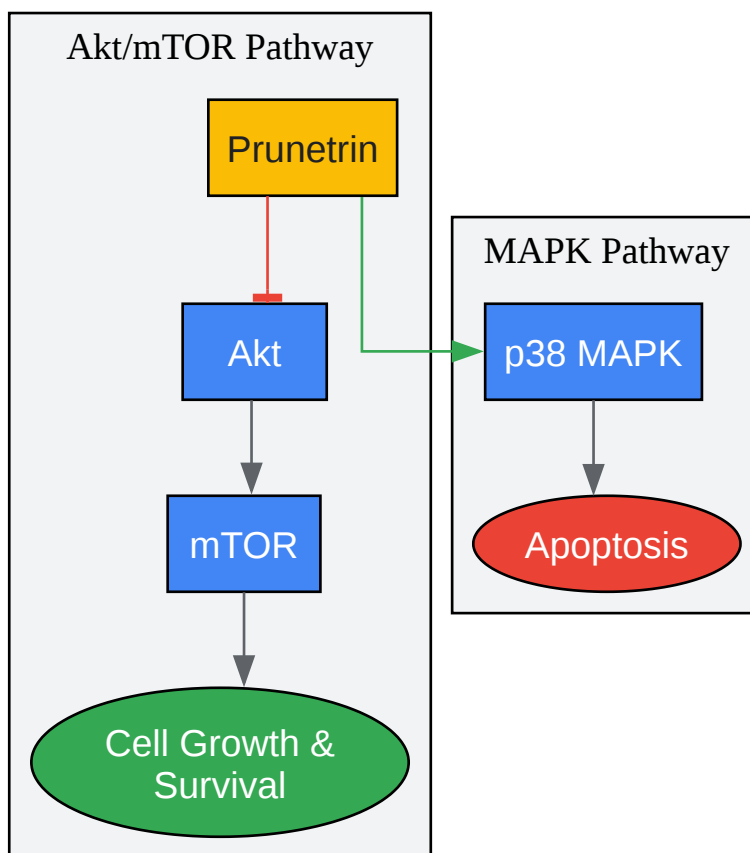 Akt/mTOR Pathway
Prunetrin
Akt
mTOR
Cell Growth &
Survival
MAPK Pathway
p38 MAPK
Apoptosis